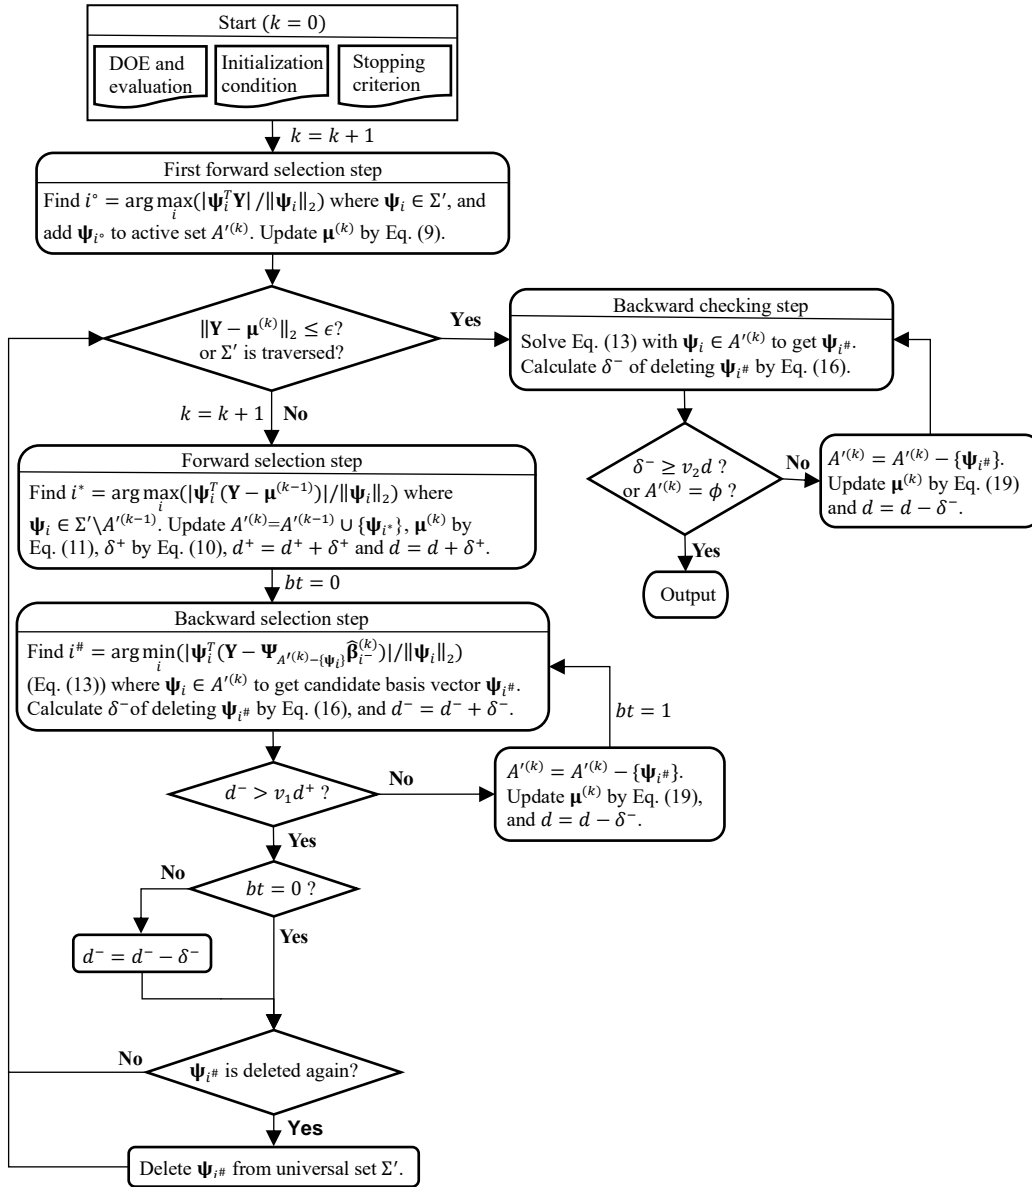 Start (k = 0)
DOE and
evaluation
Initialization
condition
Stopping
criterion
k = k + 1
First forward selection step
Find i° = arg max_i(|ψ_i^T Y| /‖ψ_i‖_2) where ψ_i ∈ Σ′, and
add ψ_i° to active set A′^(k). Update μ^(k) by Eq. (9).
‖Y − μ^(k)‖_2 ≤ ϵ?
or Σ′ is traversed?
Yes
Backward checking step
Solve Eq. (13) with ψ_i ∈ A′^(k) to get ψ_i#.
Calculate δ^− of deleting ψ_i# by Eq. (16).
δ^− ≥ v_2 d ?
or A′^(k) = ϕ ?
No
A′^(k) = A′^(k) − {ψ_i#}.
Update μ^(k) by Eq (19)
and d = d − δ^−.
Yes
Output
k = k + 1 No
Forward selection step
Find i* = arg max_i(|ψ_i^T(Y − μ^(k−1))|/‖ψ_i‖_2) where
ψ_i ∈ Σ′\A′^(k−1). Update A′^(k)=A′^(k−1) ∪ {ψ_i*}, μ^(k) by
Eq. (11), δ^+ by Eq. (10), d^+ = d^+ + δ^+ and d = d + δ^+.
bt = 0
Backward selection step
Find i^# = arg min_i(|ψ_i^T(Y − Ψ_{A′^(k)−{ψ_i}} β̂_{i^−}^(k))|/‖ψ_i‖_2)
(Eq. (13)) where ψ_i ∈ A′^(k) to get candidate basis vector ψ_i#.
Calculate δ^− of deleting ψ_i# by Eq. (16), and d^− = d^− + δ^−.
bt = 1
d^− > v_1 d^+ ?
No
A′^(k) = A′^(k) − {ψ_i#}.
Update μ^(k) by Eq. (19),
and d = d − δ^−.
Yes
bt = 0 ?
No
d^− = d^− − δ^−
Yes
ψ_i# is deleted again?
No
Yes
Delete ψ_i# from universal set Σ′.